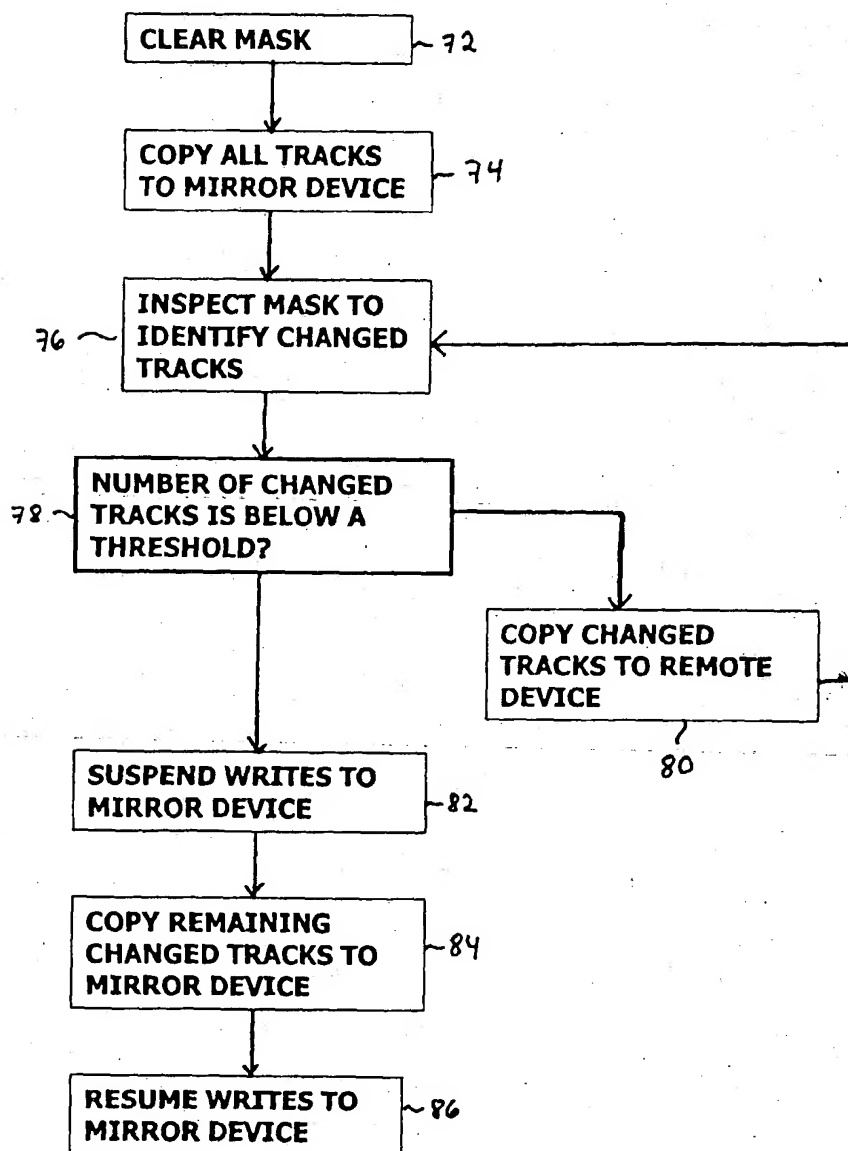 CLEAR MASK
72
COPY ALL TRACKS
TO MIRROR DEVICE
74
INSPECT MASK TO
IDENTIFY CHANGED
TRACKS
76
NUMBER OF CHANGED
TRACKS IS BELOW A
THRESHOLD?
78
COPY CHANGED
TRACKS TO REMOTE
DEVICE
80
SUSPEND WRITES TO
MIRROR DEVICE
82
COPY REMAINING
CHANGED TRACKS TO
MIRROR DEVICE
84
RESUME WRITES TO
MIRROR DEVICE
86